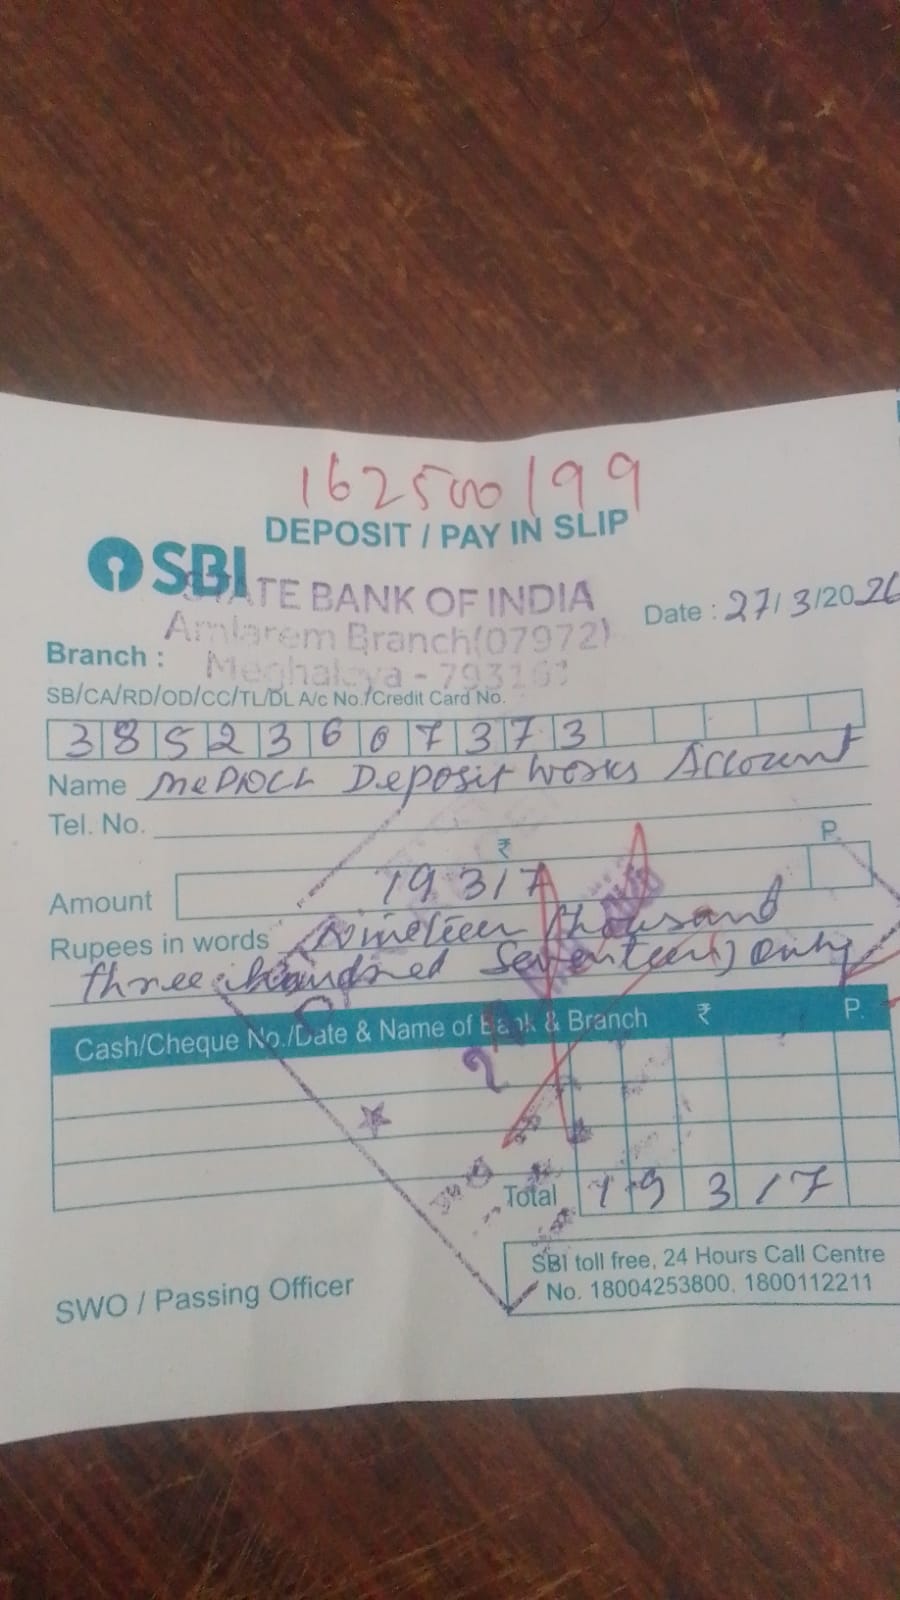 162500199
DEPOSIT / PAY IN SLIP
SBI
STATE BANK OF INDIA
Amlarem Branch(07972)
Date : 27/3/2026
Branch :
Meghalaya - 793161
SB/CA/RD/OD/CC/TL/DL A/c No./Credit Card No.
38523607373
Name MePDCL Deposit Works Account
Tel. No.
₹ P.
Amount 19317
Rupees in words Nineteen thousand
three hundred Seventeen) only
Cash/Cheque No./Date & Name of Bank & Branch ₹ P.
Total 19317
SBI toll free, 24 Hours Call Centre
No. 18004253800, 1800112211
SWO / Passing Officer